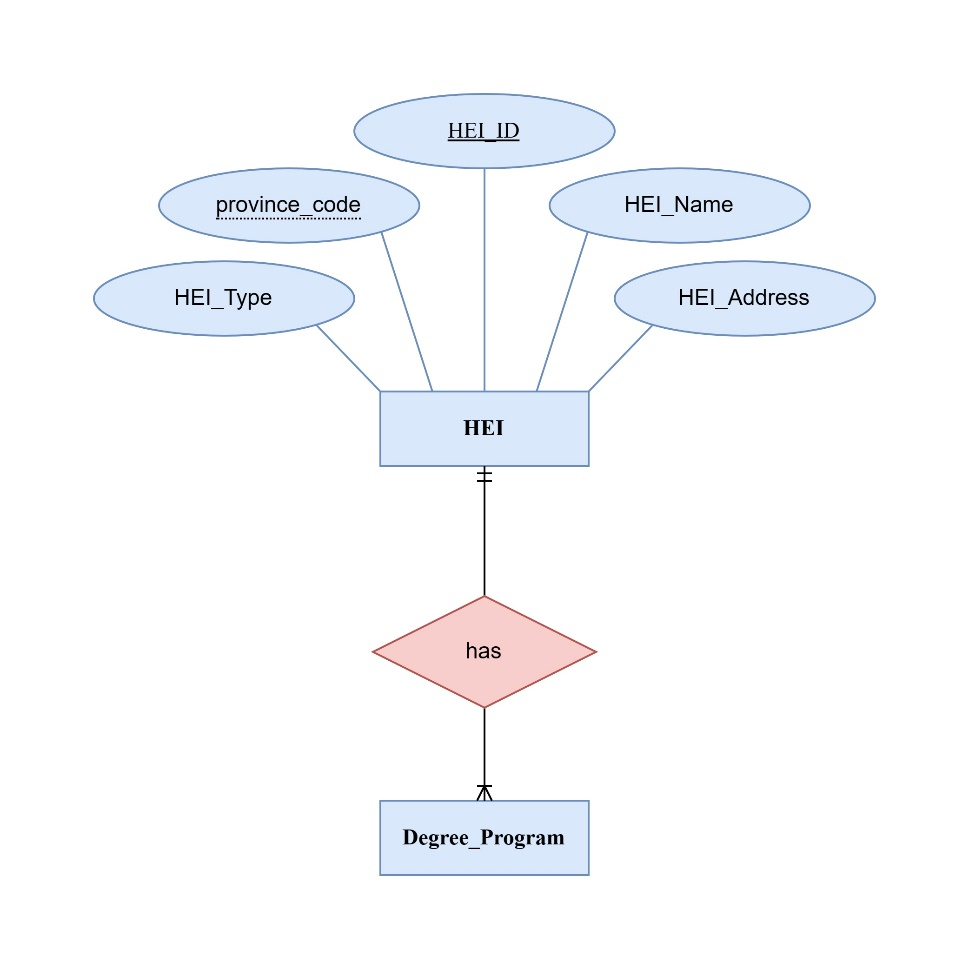 HEI_ID
province_code
HEI_Name
HEI_Type
HEI_Address
HEI
has
Degree_Program